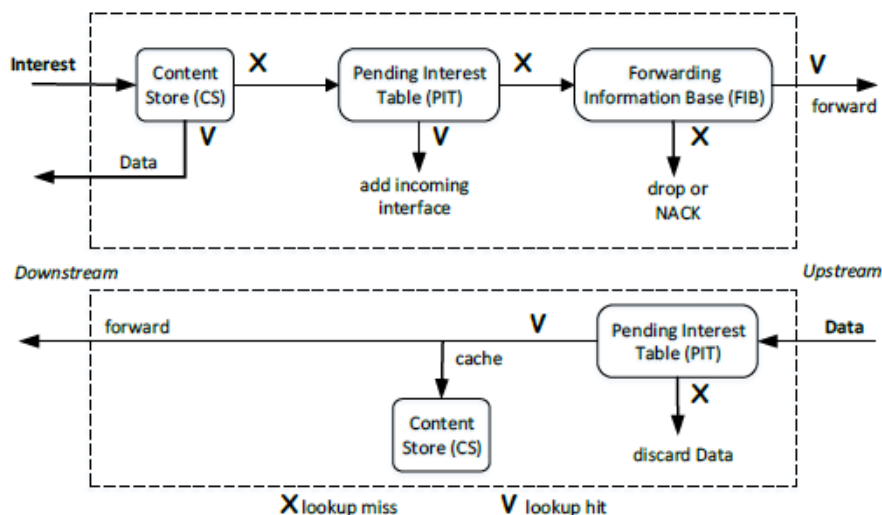 Interest
Content
Store (CS)
X
Pending Interest
Table (PIT)
X
Forwarding
Information Base (FIB)
V
forward
V
Data
V
add incoming
interface
X
drop or
NACK
Downstream
Upstream
forward
V
cache
Pending Interest
Table (PIT)
Data
X
discard Data
Content
Store (CS)
X lookup miss
V lookup hit